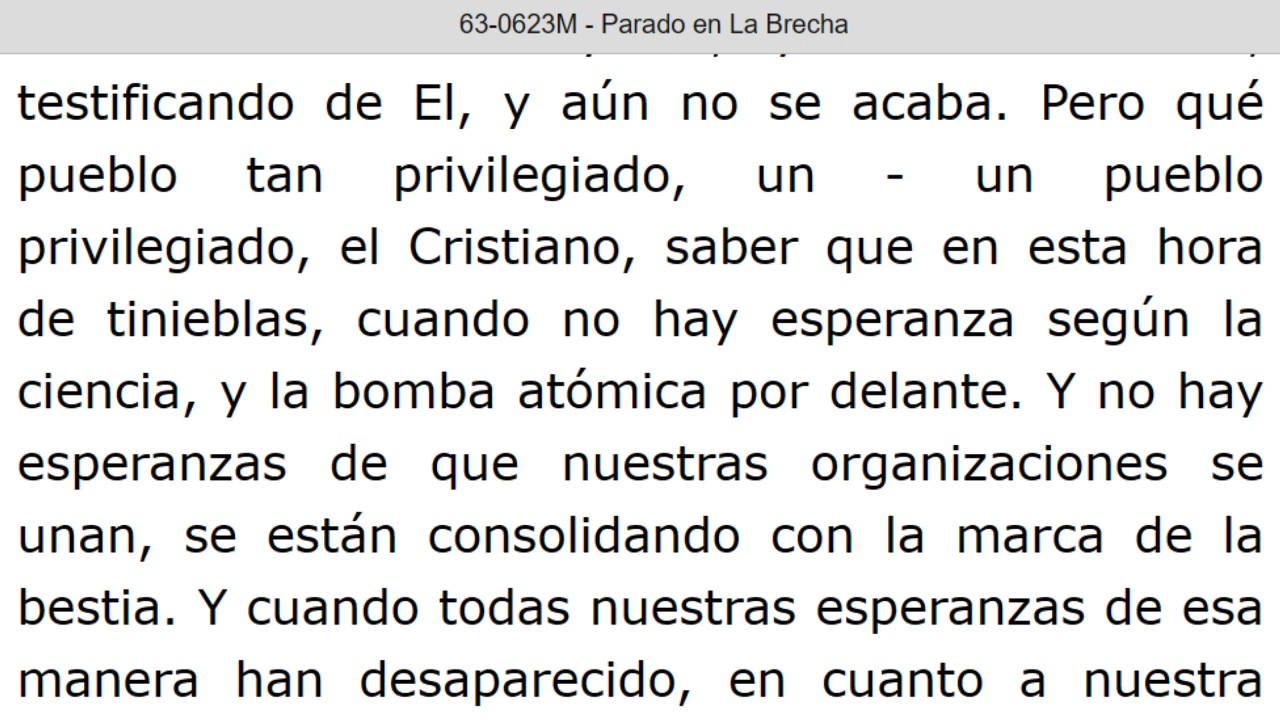 63-0623M - Parado en La Brecha
testificando de El, y aún no se acaba. Pero qué
pueblo tan privilegiado, un - un pueblo
privilegiado, el Cristiano, saber que en esta hora
de tinieblas, cuando no hay esperanza según la
ciencia, y la bomba atómica por delante. Y no hay
esperanzas de que nuestras organizaciones se
unan, se están consolidando con la marca de la
bestia. Y cuando todas nuestras esperanzas de esa
manera han desaparecido, en cuanto a nuestra